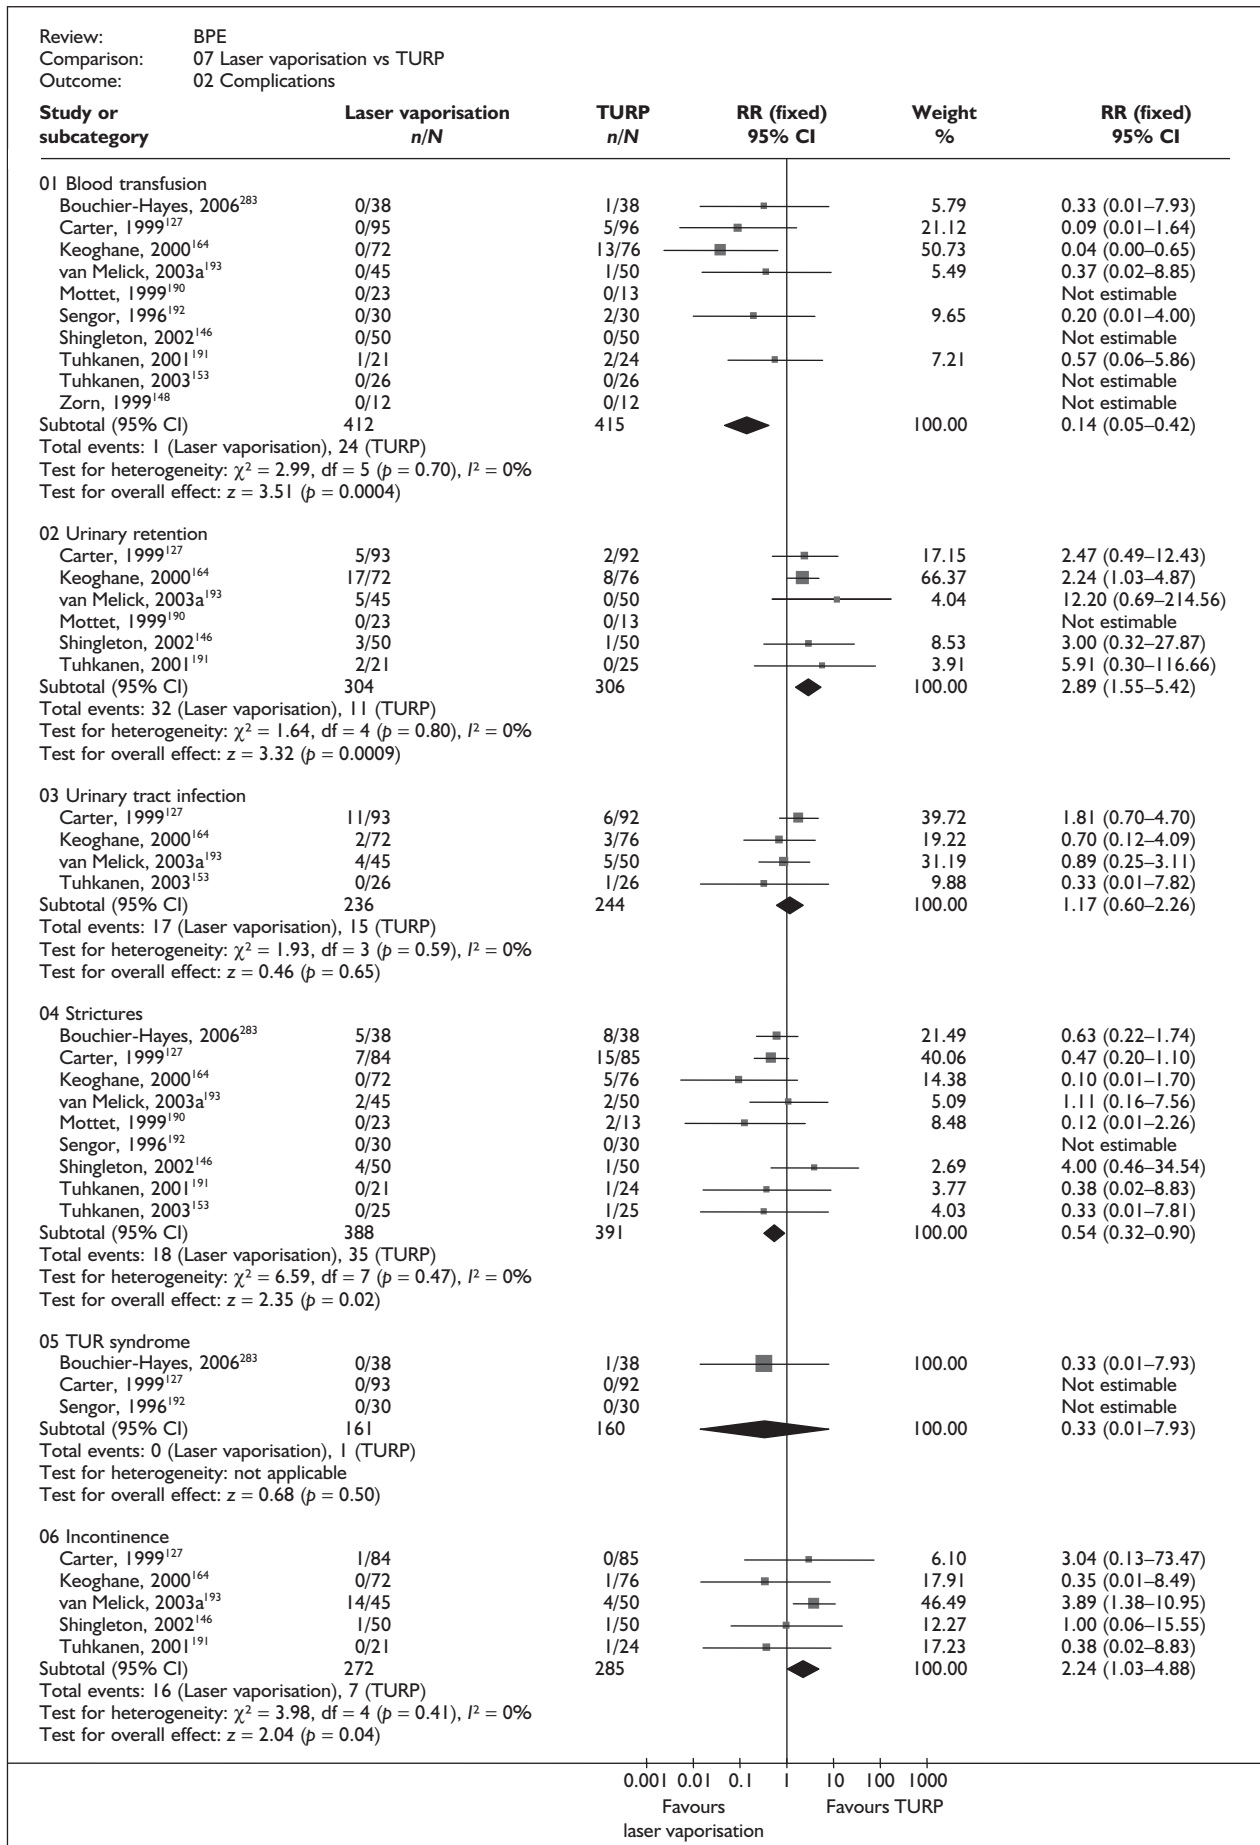 Review: BPE
Comparison: 07 Laser vaporisation vs TURP
Outcome: 02 Complications
Study or Laser vaporisation TURP RR (fixed) Weight RR (fixed)
subcategory n/N n/N 95% CI % 95% CI
01 Blood transfusion
Bouchier-Hayes, 2006²⁸³ 0/38 1/38 5.79 0.33 (0.01–7.93)
Carter, 1999¹²⁷ 0/95 5/96 21.12 0.09 (0.01–1.64)
Keoghane, 2000¹⁶⁴ 0/72 13/76 50.73 0.04 (0.00–0.65)
van Melick, 2003a¹⁹³ 0/45 1/50 5.49 0.37 (0.02–8.85)
Mottet, 1999¹⁹⁰ 0/23 0/13 Not estimable
Sengor, 1996¹⁹² 0/30 2/30 9.65 0.20 (0.01–4.00)
Shingleton, 2002¹⁴⁶ 0/50 0/50 Not estimable
Tuhkanen, 2001¹⁹¹ 1/21 2/24 7.21 0.57 (0.06–5.86)
Tuhkanen, 2003¹⁵³ 0/26 0/26 Not estimable
Zorn, 1999¹⁴⁸ 0/12 0/12 Not estimable
Subtotal (95% CI) 412 415 100.00 0.14 (0.05–0.42)
Total events: 1 (Laser vaporisation), 24 (TURP)
Test for heterogeneity: χ² = 2.99, df = 5 (p = 0.70), I² = 0%
Test for overall effect: z = 3.51 (p = 0.0004)
02 Urinary retention
Carter, 1999¹²⁷ 5/93 2/92 17.15 2.47 (0.49–12.43)
Keoghane, 2000¹⁶⁴ 17/72 8/76 66.37 2.24 (1.03–4.87)
van Melick, 2003a¹⁹³ 5/45 0/50 4.04 12.20 (0.69–214.56)
Mottet, 1999¹⁹⁰ 0/23 0/13 Not estimable
Shingleton, 2002¹⁴⁶ 3/50 1/50 8.53 3.00 (0.32–27.87)
Tuhkanen, 2001¹⁹¹ 2/21 0/25 3.91 5.91 (0.30–116.66)
Subtotal (95% CI) 304 306 100.00 2.89 (1.55–5.42)
Total events: 32 (Laser vaporisation), 11 (TURP)
Test for heterogeneity: χ² = 1.64, df = 4 (p = 0.80), I² = 0%
Test for overall effect: z = 3.32 (p = 0.0009)
03 Urinary tract infection
Carter, 1999¹²⁷ 11/93 6/92 39.72 1.81 (0.70–4.70)
Keoghane, 2000¹⁶⁴ 2/72 3/76 19.22 0.70 (0.12–4.09)
van Melick, 2003a¹⁹³ 4/45 5/50 31.19 0.89 (0.25–3.11)
Tuhkanen, 2003¹⁵³ 0/26 1/26 9.88 0.33 (0.01–7.82)
Subtotal (95% CI) 236 244 100.00 1.17 (0.60–2.26)
Total events: 17 (Laser vaporisation), 15 (TURP)
Test for heterogeneity: χ² = 1.93, df = 3 (p = 0.59), I² = 0%
Test for overall effect: z = 0.46 (p = 0.65)
04 Strictures
Bouchier-Hayes, 2006²⁸³ 5/38 8/38 21.49 0.63 (0.22–1.74)
Carter, 1999¹²⁷ 7/84 15/85 40.06 0.47 (0.20–1.10)
Keoghane, 2000¹⁶⁴ 0/72 5/76 14.38 0.10 (0.01–1.70)
van Melick, 2003a¹⁹³ 2/45 2/50 5.09 1.11 (0.16–7.56)
Mottet, 1999¹⁹⁰ 0/23 2/13 8.48 0.12 (0.01–2.26)
Sengor, 1996¹⁹² 0/30 0/30 Not estimable
Shingleton, 2002¹⁴⁶ 4/50 1/50 2.69 4.00 (0.46–34.54)
Tuhkanen, 2001¹⁹¹ 0/21 1/24 3.77 0.38 (0.02–8.83)
Tuhkanen, 2003¹⁵³ 0/25 1/25 4.03 0.33 (0.01–7.81)
Subtotal (95% CI) 388 391 100.00 0.54 (0.32–0.90)
Total events: 18 (Laser vaporisation), 35 (TURP)
Test for heterogeneity: χ² = 6.59, df = 7 (p = 0.47), I² = 0%
Test for overall effect: z = 2.35 (p = 0.02)
05 TUR syndrome
Bouchier-Hayes, 2006²⁸³ 0/38 1/38 100.00 0.33 (0.01–7.93)
Carter, 1999¹²⁷ 0/93 0/92 Not estimable
Sengor, 1996¹⁹² 0/30 0/30 Not estimable
Subtotal (95% CI) 161 160 100.00 0.33 (0.01–7.93)
Total events: 0 (Laser vaporisation), 1 (TURP)
Test for heterogeneity: not applicable
Test for overall effect: z = 0.68 (p = 0.50)
06 Incontinence
Carter, 1999¹²⁷ 1/84 0/85 6.10 3.04 (0.13–73.47)
Keoghane, 2000¹⁶⁴ 0/72 1/76 17.91 0.35 (0.01–8.49)
van Melick, 2003a¹⁹³ 14/45 4/50 46.49 3.89 (1.38–10.95)
Shingleton, 2002¹⁴⁶ 1/50 1/50 12.27 1.00 (0.06–15.55)
Tuhkanen, 2001¹⁹¹ 0/21 1/24 17.23 0.38 (0.02–8.83)
Subtotal (95% CI) 272 285 100.00 2.24 (1.03–4.88)
Total events: 16 (Laser vaporisation), 7 (TURP)
Test for heterogeneity: χ² = 3.98, df = 4 (p = 0.41), I² = 0%
Test for overall effect: z = 2.04 (p = 0.04)
0.001 0.01 0.1 1 10 100 1000
Favours Favours TURP
laser vaporisation